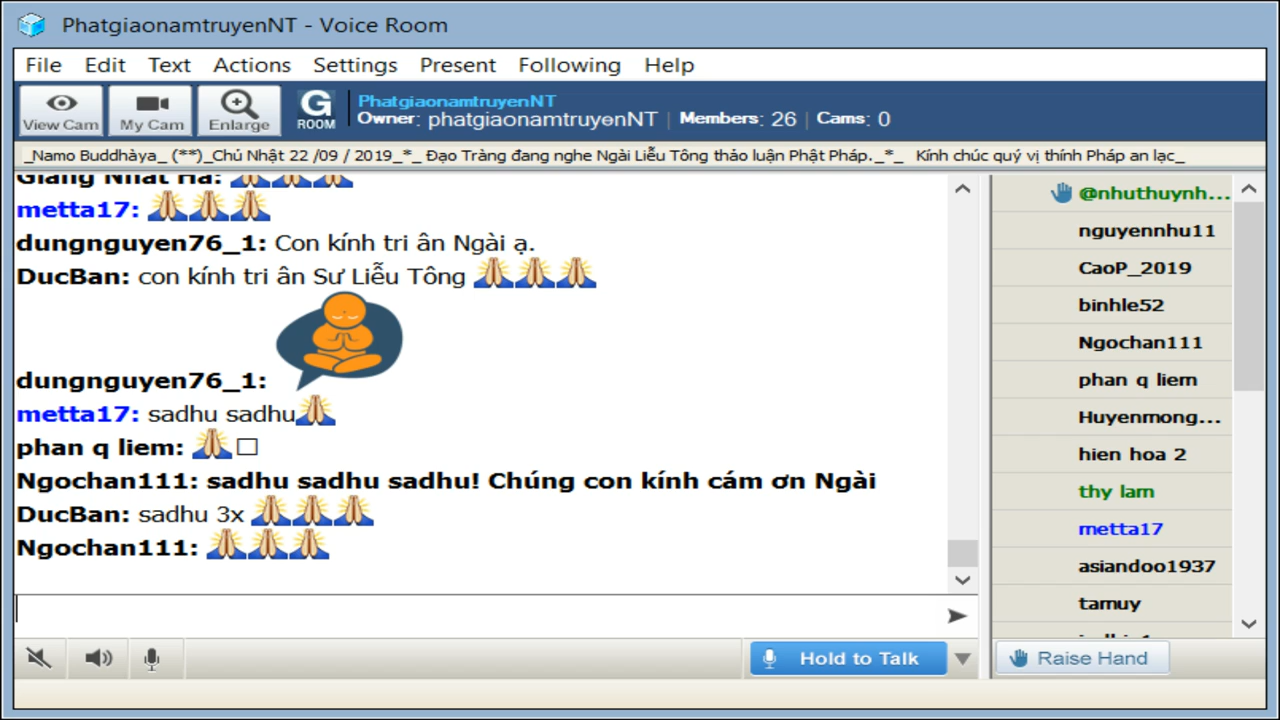 PhatgiaonamtruyenNT - Voice Room
File Edit Text Actions Settings Present Following Help
View Cam My Cam Enlarge G ROOM
PhatgiaonamtruyenNT
Owner: phatgiaonamtruyenNT | Members: 26 | Cams: 0
_Namo Buddhàya_ (**)_Chủ Nhật 22 /09 / 2019_*_ Đạo Tràng đang nghe Ngài Liễu Tông thảo luận Phật Pháp._*_ Kính chúc quý vị thính Pháp an lạc_
Giang Nhat Ha: 🙏🙏🙏
metta17: 🙏🙏🙏
dungnguyen76_1: Con kính tri ân Ngài ạ.
DucBan: con kính tri ân Sư Liễu Tông 🙏🙏🙏
dungnguyen76_1:
metta17: sadhu sadhu🙏
phan q liem: 🙏□
Ngochan111: sadhu sadhu sadhu! Chúng con kính cám ơn Ngài
DucBan: sadhu 3x 🙏🙏🙏
Ngochan111: 🙏🙏🙏
@nhuthuynh...
nguyennhu11
CaoP_2019
binhle52
Ngochan111
phan q liem
Huyenmong...
hien hoa 2
thy lam
metta17
asiandoo1937
tamuy
Hold to Talk
Raise Hand